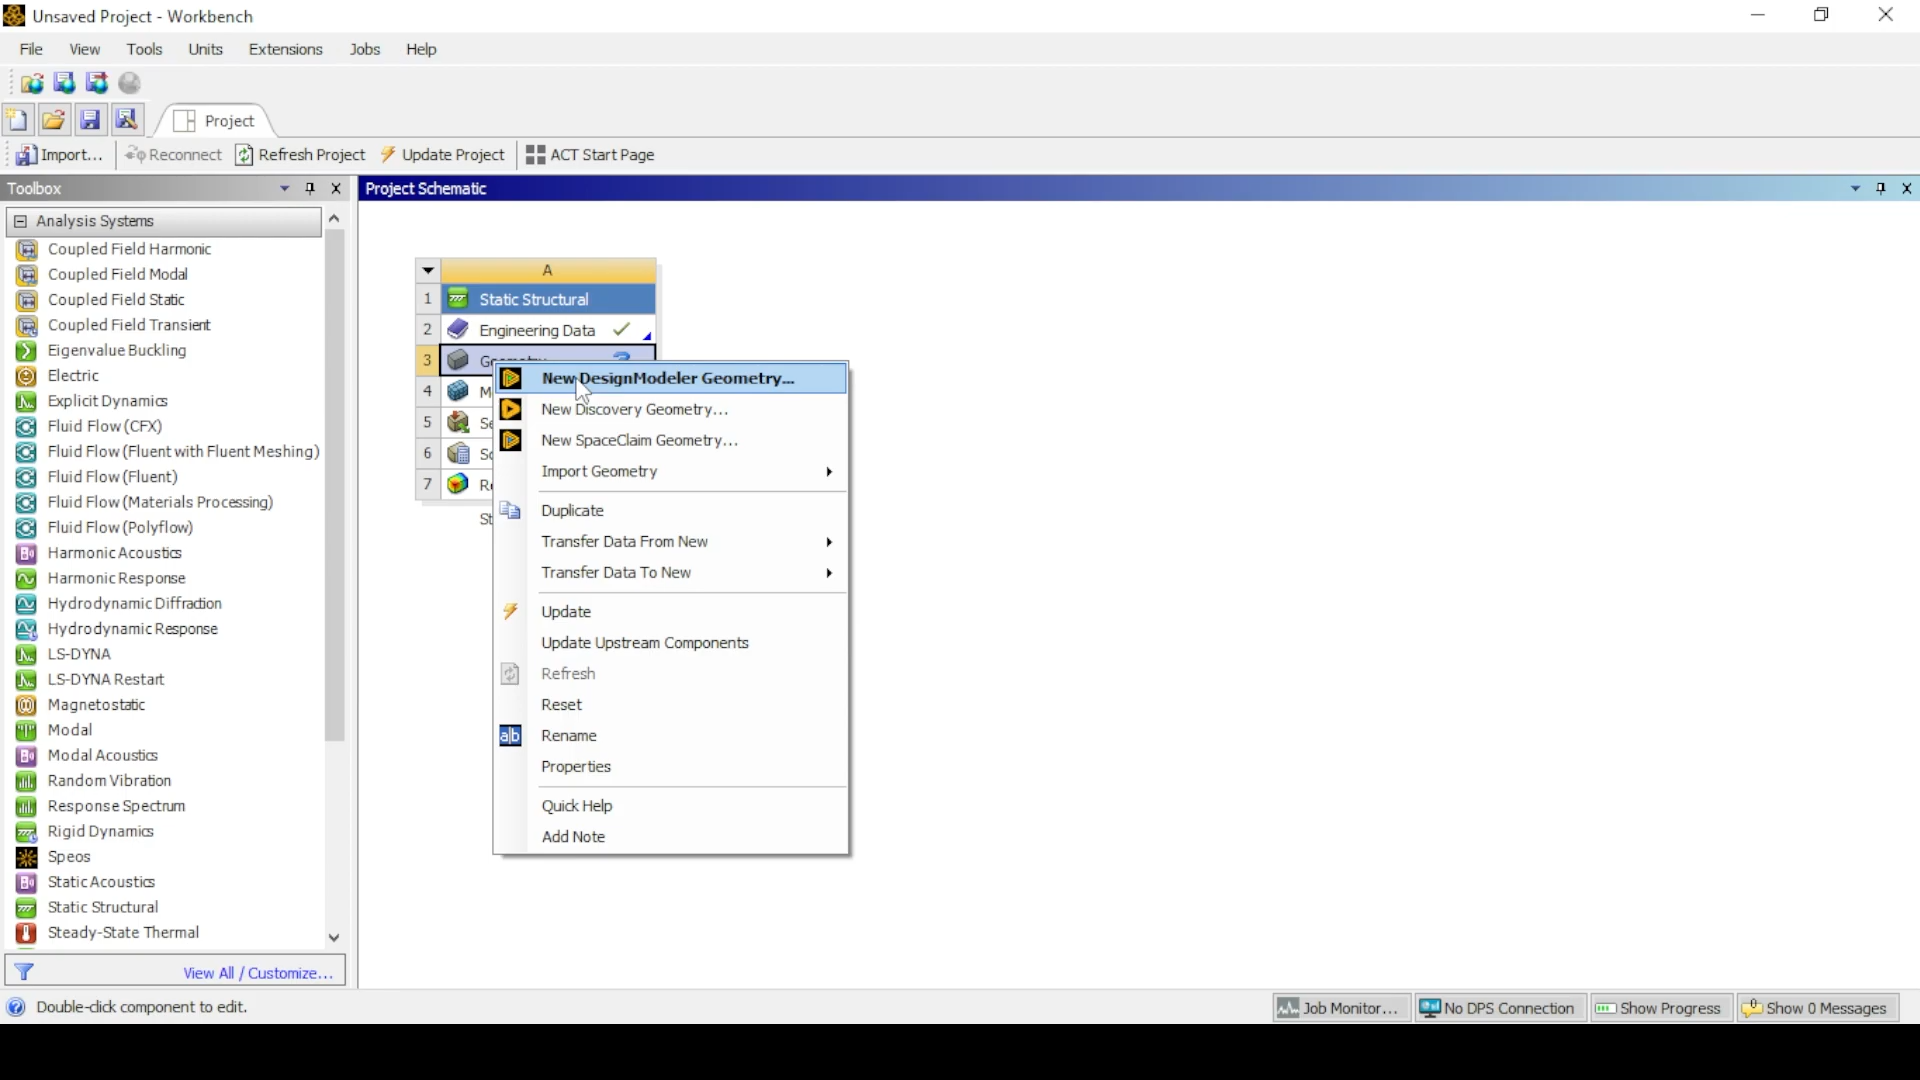 Unsaved Project - Workbench
File View Tools Units Extensions Jobs Help
Project
Import... Reconnect Refresh Project Update Project ACT Start Page
Toolbox
Project Schematic
Analysis Systems
Coupled Field Harmonic
Coupled Field Modal
Coupled Field Static
Coupled Field Transient
Eigenvalue Buckling
Electric
Explicit Dynamics
Fluid Flow (CFX)
Fluid Flow (Fluent with Fluent Meshing)
Fluid Flow (Fluent)
Fluid Flow (Materials Processing)
Fluid Flow (Polyflow)
Harmonic Acoustics
Harmonic Response
Hydrodynamic Diffraction
Hydrodynamic Response
LS-DYNA
LS-DYNA Restart
Magnetostatic
Modal
Modal Acoustics
Random Vibration
Response Spectrum
Rigid Dynamics
Speos
Static Acoustics
Static Structural
Steady-State Thermal
View All / Customize...
A
1 Static Structural
2 Engineering Data
3
4
5
6
7
New DesignModeler Geometry...
New Discovery Geometry...
New SpaceClaim Geometry...
Import Geometry
Duplicate
Transfer Data From New
Transfer Data To New
Update
Update Upstream Components
Refresh
Reset
a|b Rename
Properties
Quick Help
Add Note
Double-click component to edit.
Job Monitor... No DPS Connection Show Progress Show 0 Messages